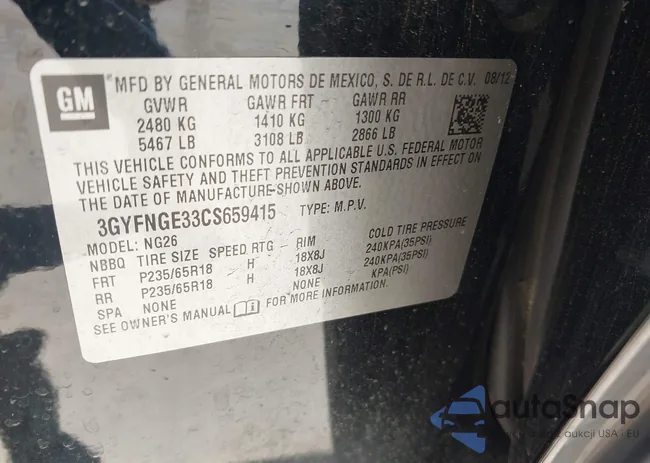 GM
MFD BY GENERAL MOTORS DE MEXICO, S. DE R.L. DE C.V. 08/12
GVWR GAWR FRT GAWR RR
2480 KG 1410 KG 1300 KG
5467 LB 3108 LB 2866 LB
THIS VEHICLE CONFORMS TO ALL APPLICABLE U.S. FEDERAL MOTOR
VEHICLE SAFETY AND THEFT PREVENTION STANDARDS IN EFFECT ON
THE DATE OF MANUFACTURE-SHOWN ABOVE.
3GYFNGE33CS659415 TYPE: M.P.V.
MODEL: NG26
NBBQ TIRE SIZE SPEED RTG - RIM COLD TIRE PRESSURE
FRT P235/65R18 H 18X8J 240KPA(35PSI)
RR P235/65R18 H 18X8J 240KPA(35PSI)
SPA NONE NONE KPA(PSI)
SEE OWNER'S MANUAL FOR MORE INFORMATION.
autoSnap
aukcji USA i EU